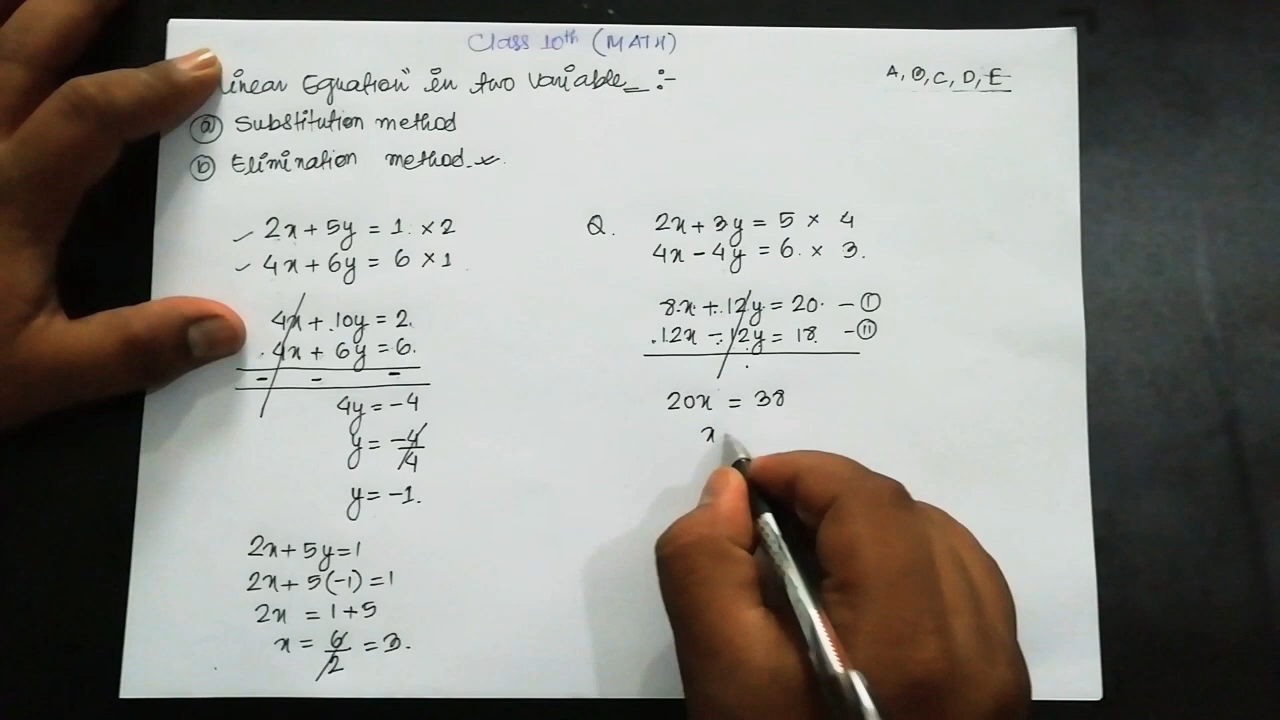 Class 10th (MATH)
Linear Equation" in two variable :-
A, B, C, D, E
(a) Substitution method
(b) Elimination method
2x + 5y = 1. × 2
4x + 6y = 6 × 1
4x + 10y = 2.
4x + 6y = 6.
- - -
4y = -4
y = -4/4
y = -1.
2x + 5y = 1
2x + 5(-1) = 1
2x = 1 + 5
x = 6/2 = 3.
Q. 2x + 3y = 5 × 4
4x - 4y = 6. × 3.
8x + 12y = 20. - (I)
12x - 12y = 18. - (II)
20x = 38
x